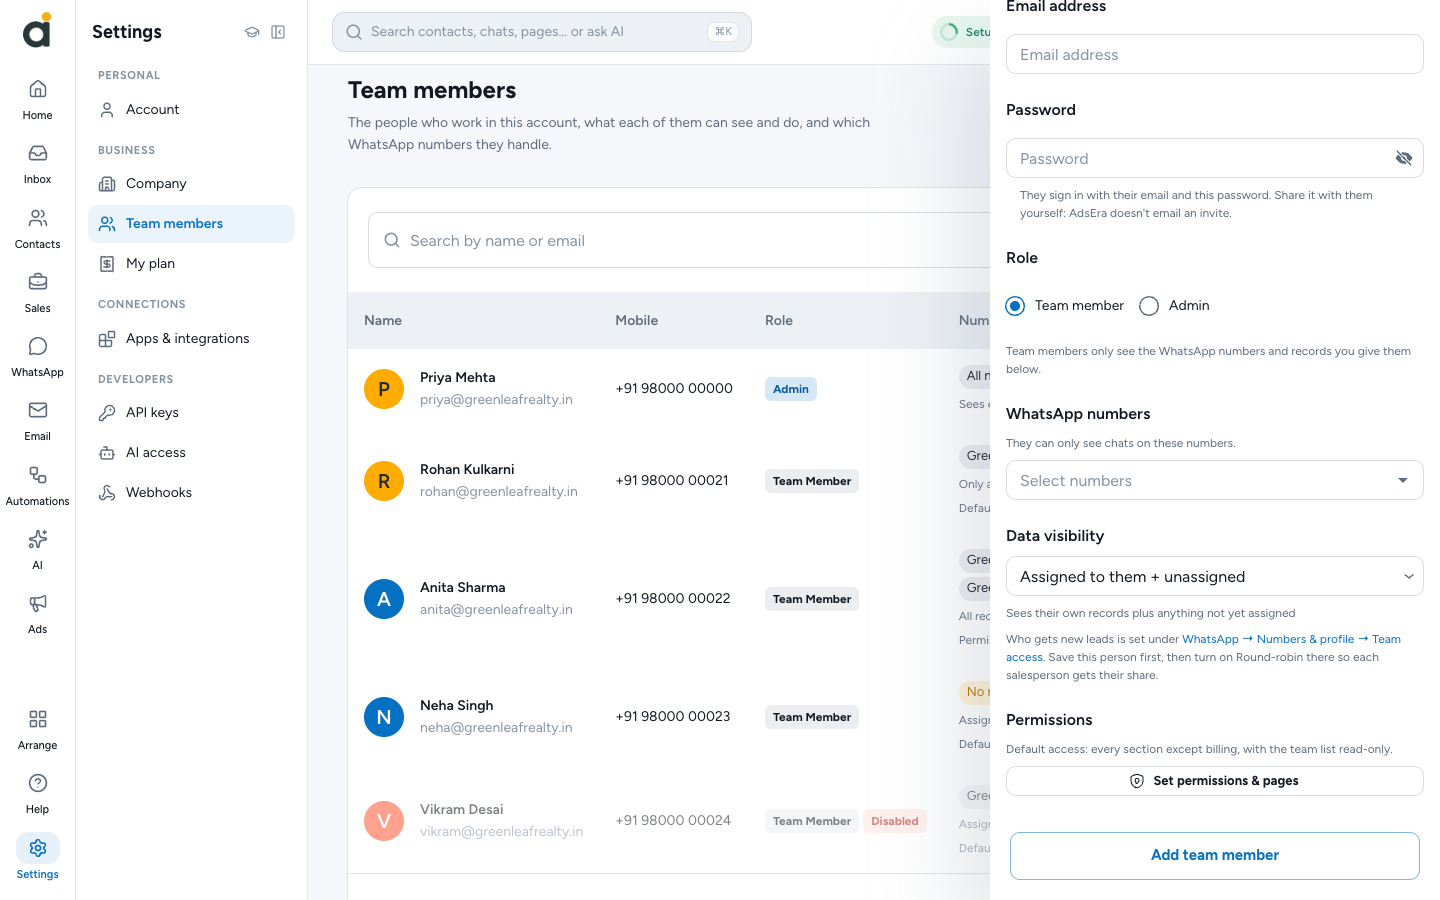 Settings
PERSONAL
Account
BUSINESS
Company
Team members
My plan
CONNECTIONS
Apps & integrations
DEVELOPERS
API keys
AI access
Webhooks
Home
Inbox
Contacts
Sales
WhatsApp
Email
Automations
AI
Ads
Arrange
Help
Settings
Search contacts, chats, pages... or ask AI
⌘K
Team members
The people who work in this account, what each of them can see and do, and which
WhatsApp numbers they handle.
Search by name or email
Name Mobile Role
P
Priya Mehta
priya@greenleafrealty.in
+91 98000 00000
Admin
All
Sees
R
Rohan Kulkarni
rohan@greenleafrealty.in
+91 98000 00021
Team Member
Only
A
Anita Sharma
anita@greenleafrealty.in
+91 98000 00022
Team Member
N
Neha Singh
neha@greenleafrealty.in
+91 98000 00023
Team Member
No
V
Vikram Desai
vikram@greenleafrealty.in
+91 98000 00024
Team Member
Disabled
Email address
Email address
Password
Password
They sign in with their email and this password. Share it with them
yourself: AdsEra doesn't email an invite.
Role
Team member Admin
Team members only see the WhatsApp numbers and records you give them
below.
WhatsApp numbers
They can only see chats on these numbers.
Select numbers
Data visibility
Assigned to them + unassigned
Sees their own records plus anything not yet assigned
Who gets new leads is set under WhatsApp → Numbers & profile → Team
access. Save this person first, then turn on Round-robin there so each
salesperson gets their share.
Permissions
Default access: every section except billing, with the team list read-only.
Set permissions & pages
Add team member